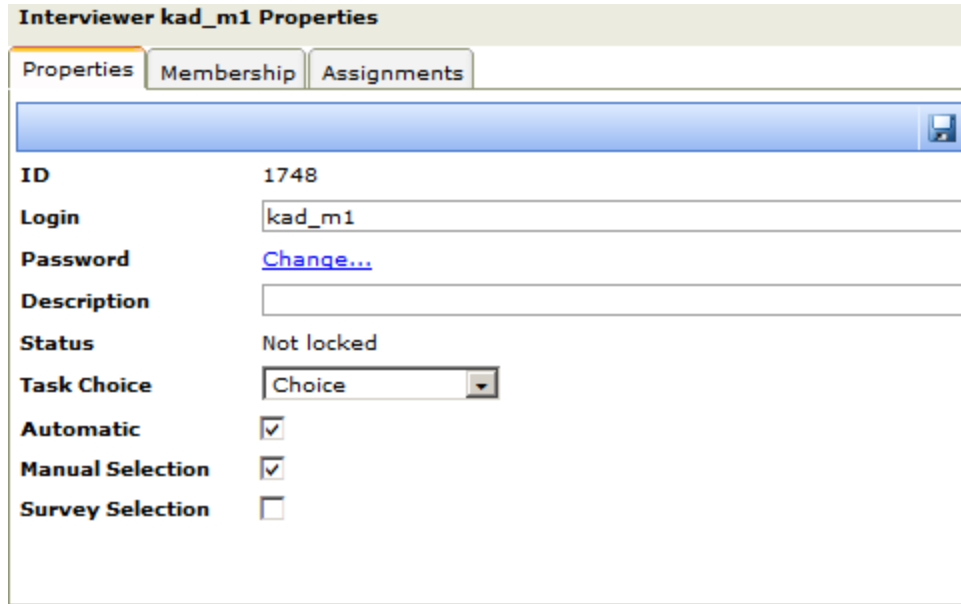 Interviewer kad_m1 Properties
Properties Membership Assignments
ID 1748
Login kad_m1
Password Change...
Description
Status Not locked
Task Choice Choice
Automatic
Manual Selection
Survey Selection